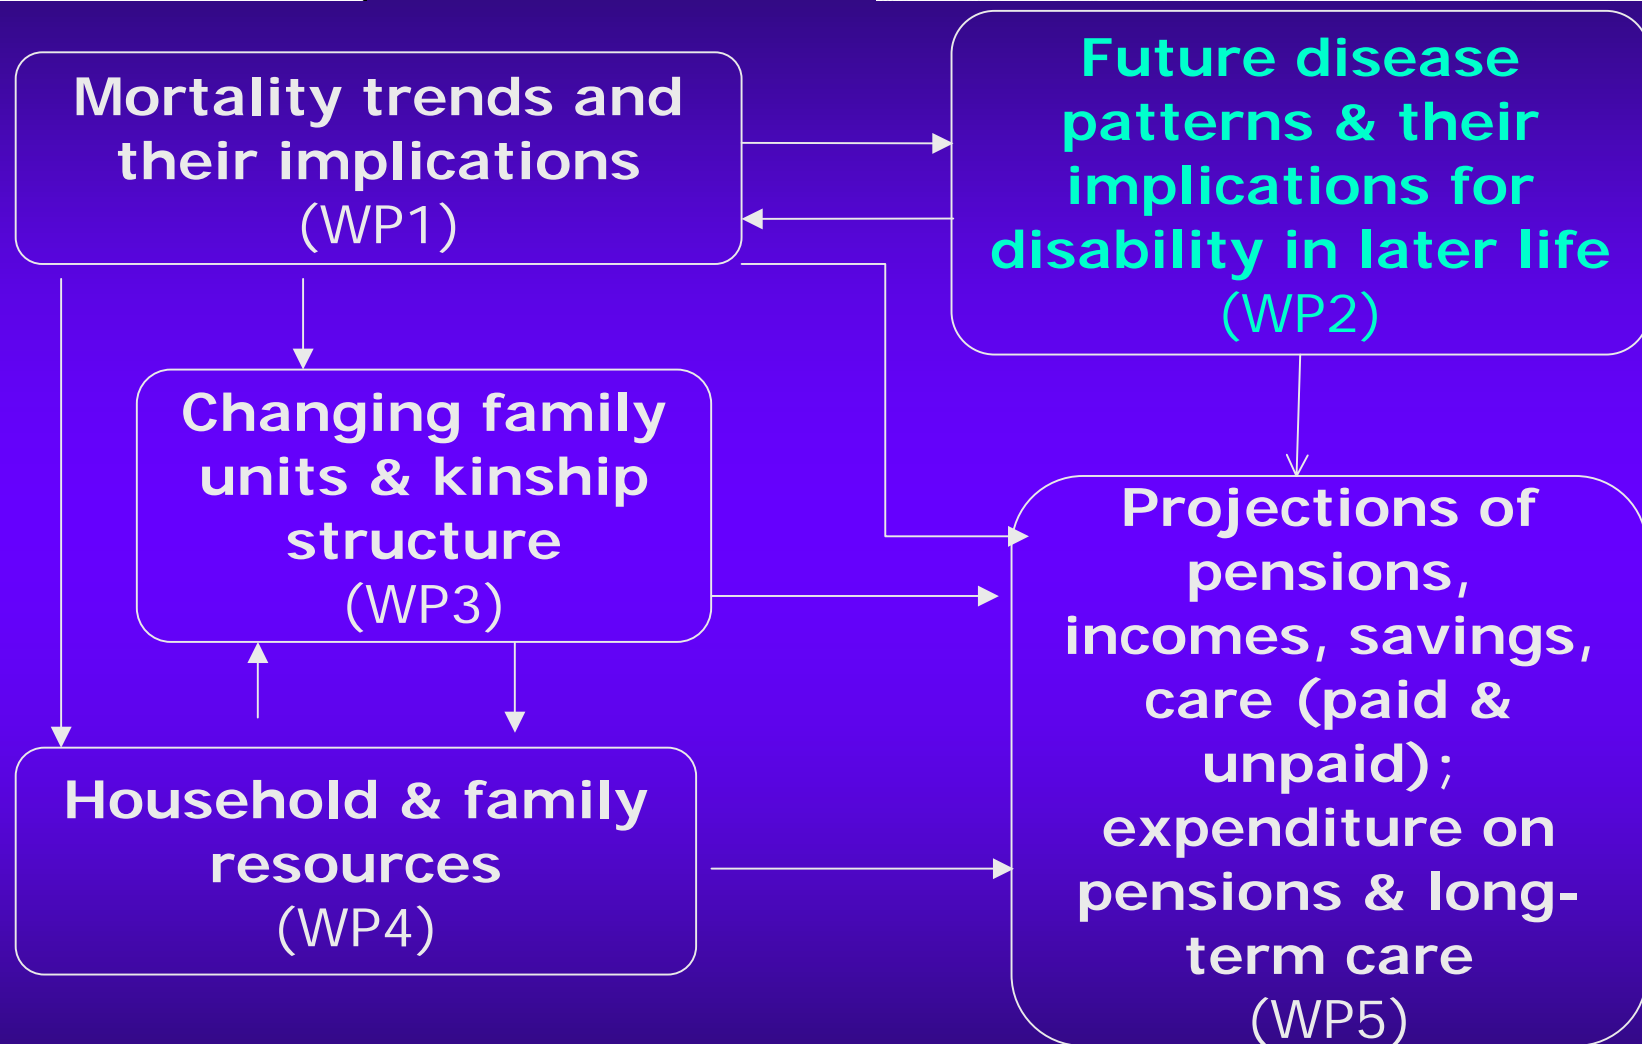 Mortality trends and
their implications
(WP1)
Future disease
patterns & their
implications for
disability in later life
(WP2)
Changing family
units & kinship
structure
(WP3)
Household & family
resources
(WP4)
Projections of
pensions,
incomes, savings,
care (paid &
unpaid);
expenditure on
pensions & long-
term care
(WP5)